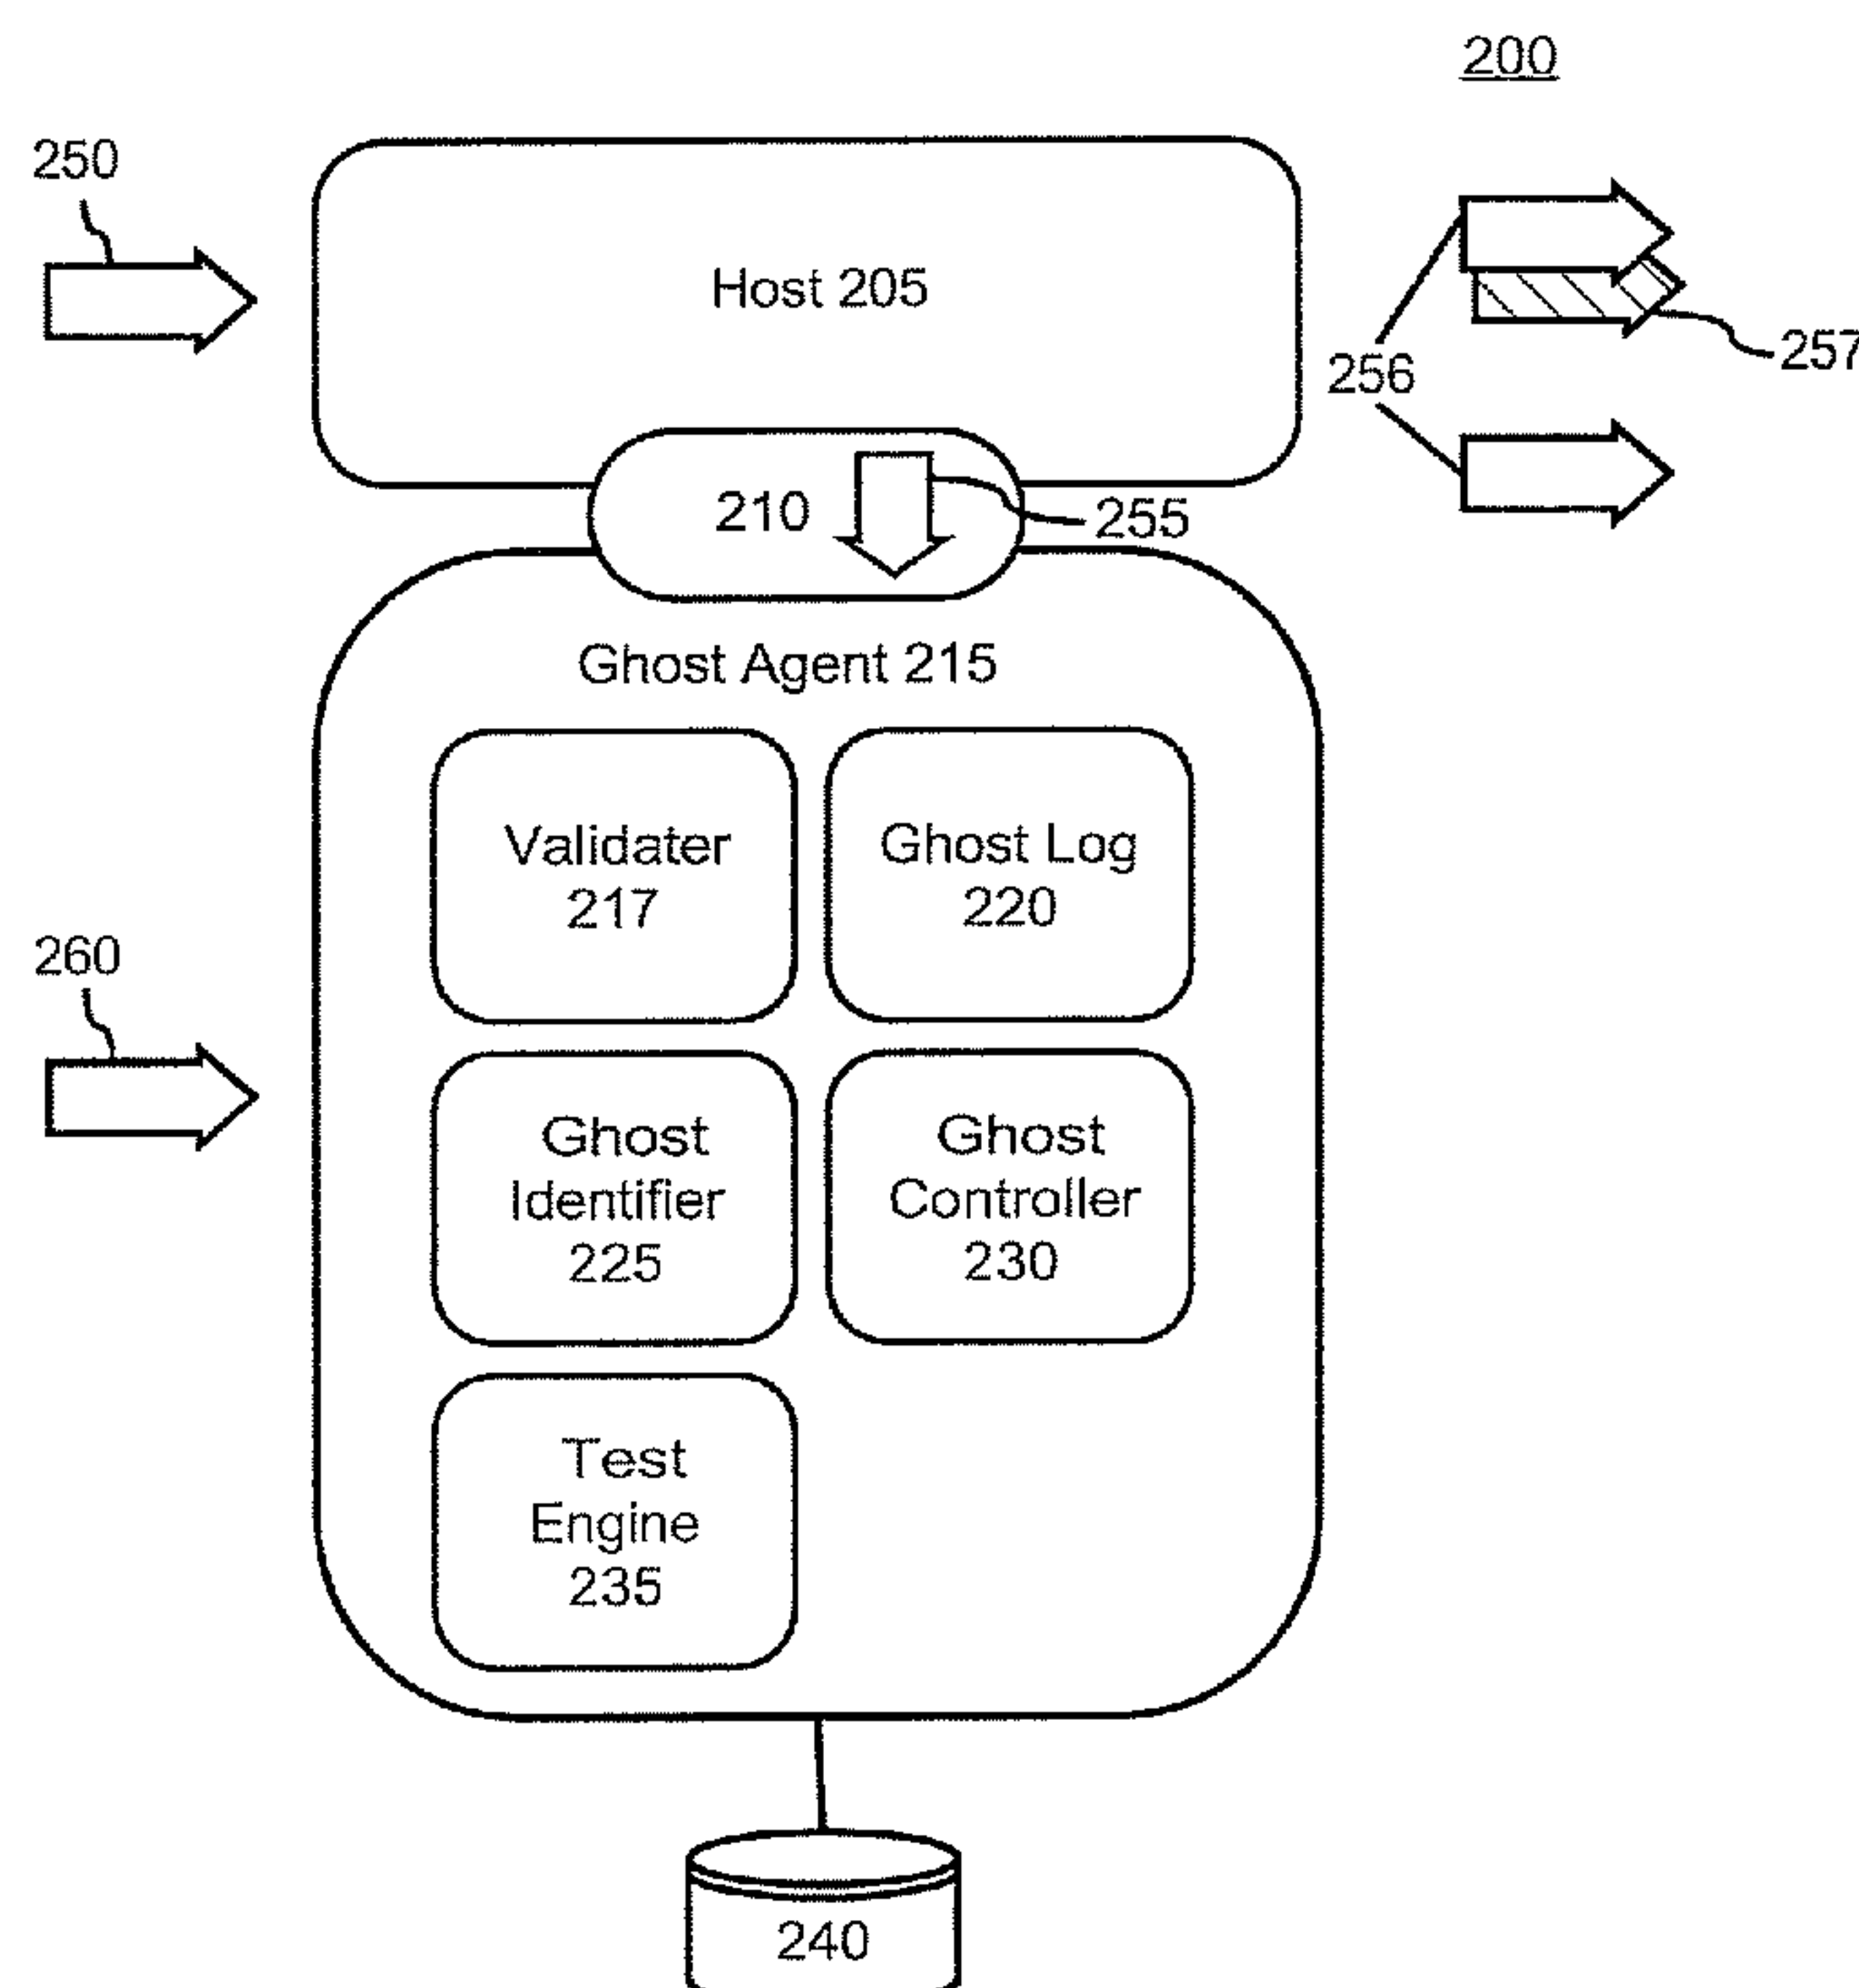 200
250
Host 205
256
257
210
255
Ghost Agent 215
Validater
217
Ghost Log
220
260
Ghost
Identifier
225
Ghost
Controller
230
Test
Engine
235
240